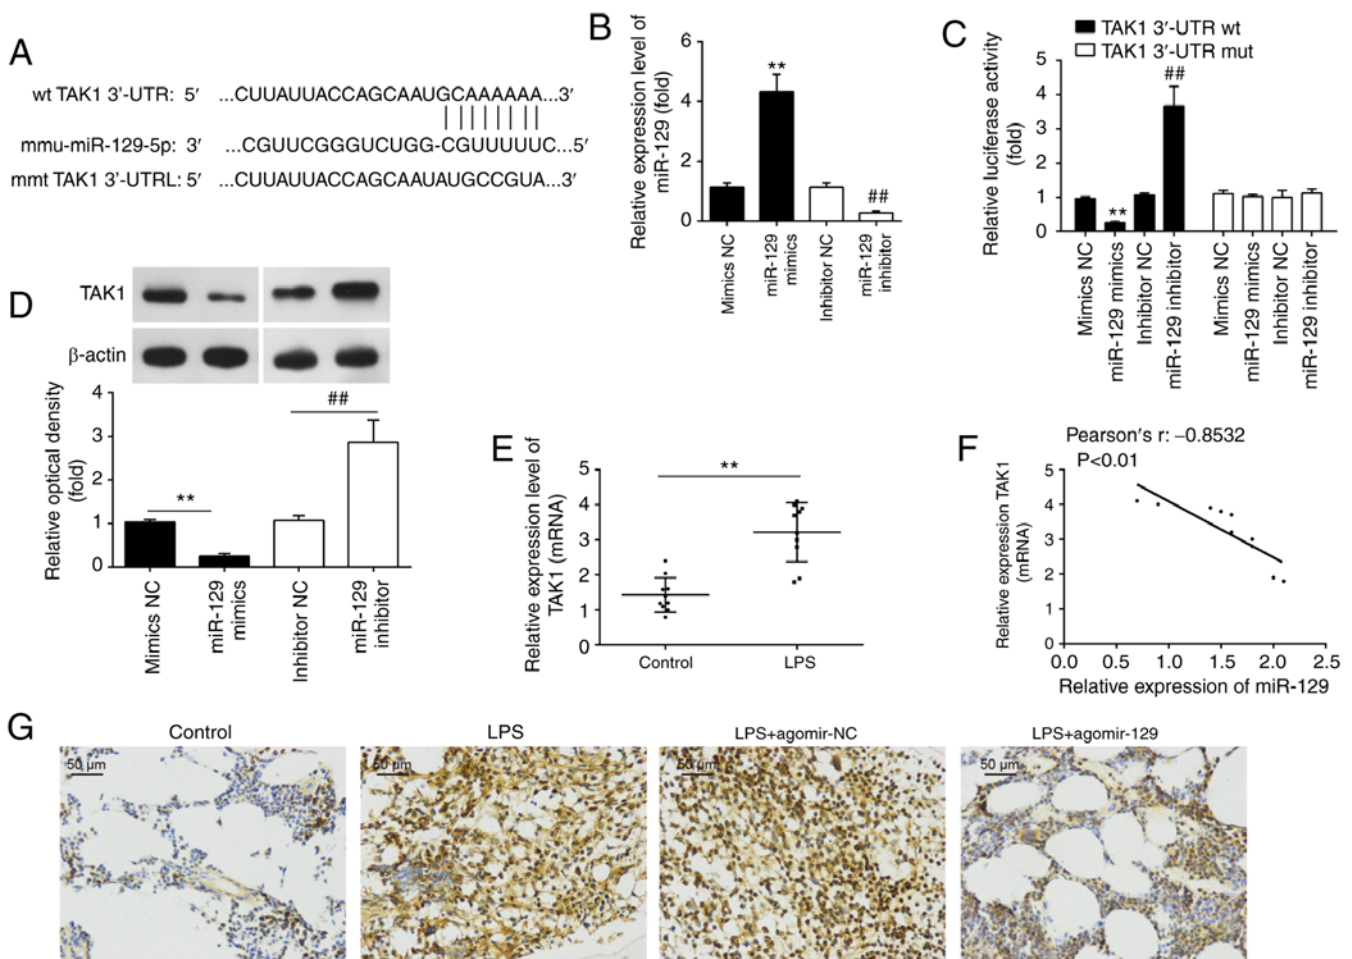 A
wt TAK1 3′-UTR: 5′ ...CUUAUUACCAGCAAUGCAAAAAA...3′
mmu-miR-129-5p: 3′ ...CGUUCGGGUCUGG-CGUUUUUC...5′
mmt TAK1 3′-UTRL: 5′ ...CUUAUUACCAGCAAUAUGCCGUA...3′
B
Relative expression level of
miR-129 (fold)
6
4
2
0
**
##
Mimics NC
miR-129
mimics
Inhibitor NC
miR-129
inhibitor
C
TAK1 3′-UTR wt
TAK1 3′-UTR mut
Relative luciferase activity
(fold)
5
4
3
2
1
0
**
##
Mimics NC
miR-129 mimics
Inhibitor NC
miR-129 inhibitor
Mimics NC
miR-129 mimics
Inhibitor NC
miR-129 inhibitor
D
TAK1
β-actin
Relative optical density
(fold)
4
3
2
1
0
**
##
Mimics NC
miR-129
mimics
Inhibitor NC
miR-129
inhibitor
E
Relative expression level of
TAK1 (mRNA)
5
4
3
2
1
0
**
Control
LPS
F
Pearson's r: –0.8532
P<0.01
Relative expression TAK1
(mRNA)
5
4
3
2
1
0
0.0 0.5 1.0 1.5 2.0 2.5
Relative expression of miR-129
G
Control
LPS
LPS+agomir-NC
LPS+agomir-129
50 µm
50 µm
50 µm
50 µm